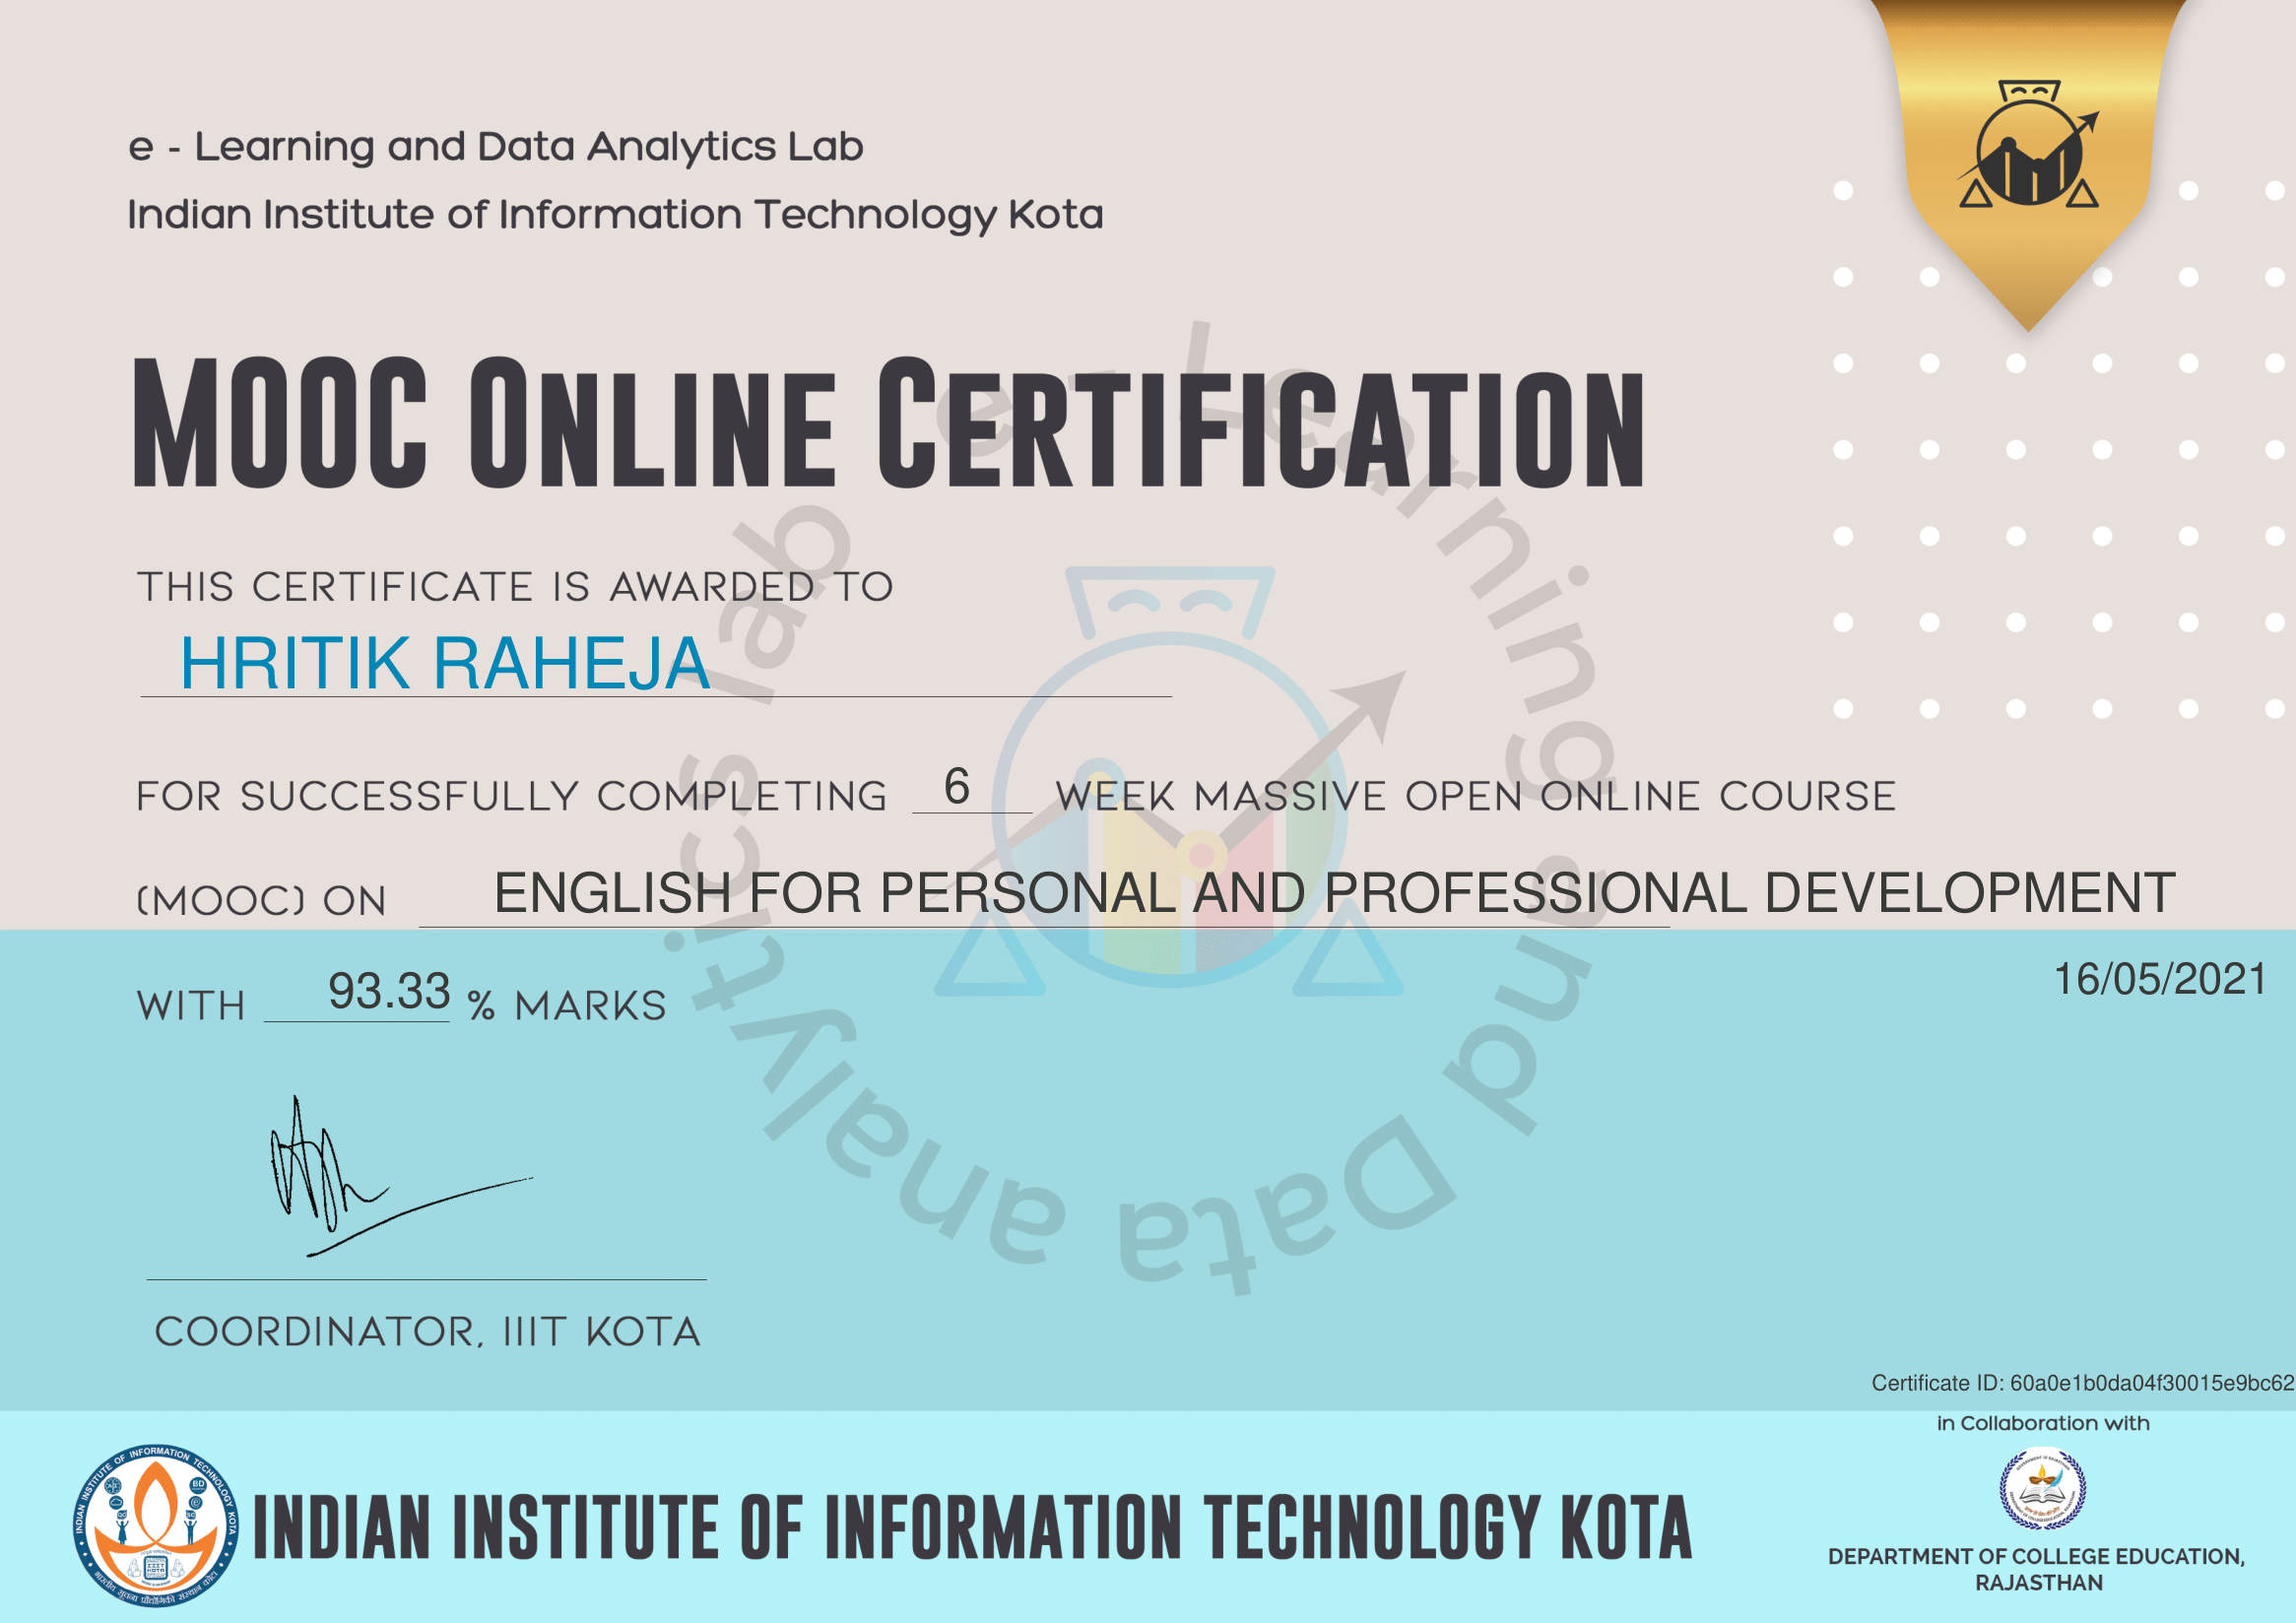 e - Learning and Data Analytics Lab
Indian Institute of Information Technology Kota
MOOC ONLINE CERTIFICATION
THIS CERTIFICATE IS AWARDED TO
HRITIK RAHEJA
FOR SUCCESSFULLY COMPLETING 6 WEEK MASSIVE OPEN ONLINE COURSE
(MOOC) ON ENGLISH FOR PERSONAL AND PROFESSIONAL DEVELOPMENT
WITH 93.33 % MARKS
16/05/2021
e - Learning and Data analytics lab
COORDINATOR, IIIT KOTA
Certificate ID: 60a0e1b0da04f30015e9bc62
in Collaboration with
INDIAN INSTITUTE OF INFORMATION TECHNOLOGY KOTA
BD
INDIAN INSTITUTE OF INFORMATION TECHNOLOGY KOTA
DEPARTMENT OF COLLEGE EDUCATION,
RAJASTHAN